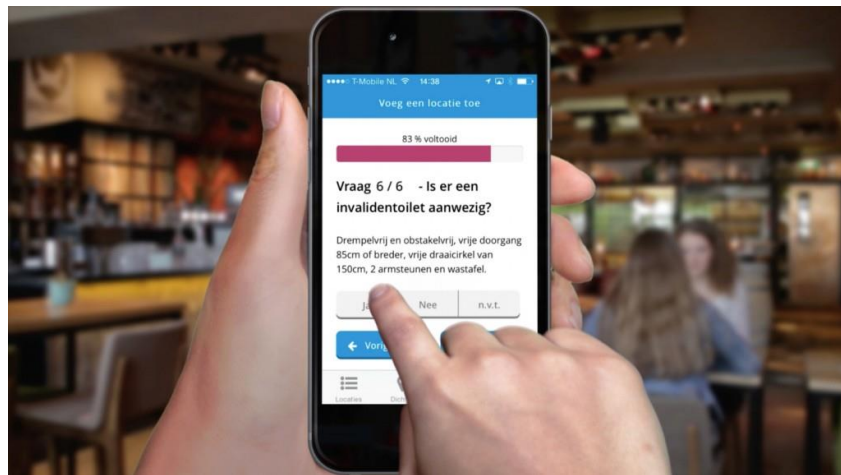 T-Mobile NL 14:38
Voeg een locatie toe
83 % voltooid
Vraag 6 / 6 - Is er een
invalidentoilet aanwezig?
Drempelvrij en obstakelvrij, vrije doorgang
85cm of breder, vrije draaicirkel van
150cm, 2 armsteunen en wastafel.
Ja Nee n.v.t.
Locaties